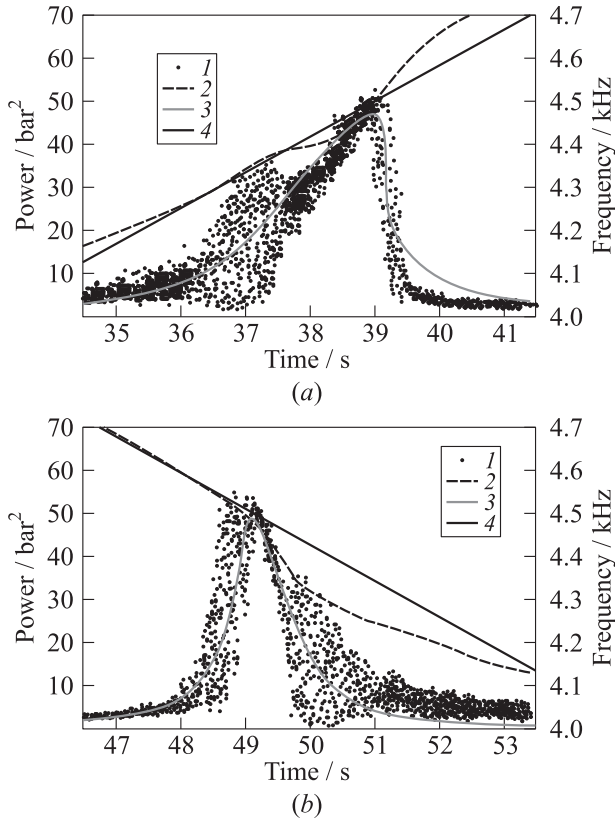 70 4.7
60 4.6
50 4.5
40 4.4
30 4.3
20 4.2
10 4.1
4.0
Power / bar²
Frequency / kHz
1
2
3
4
35 36 37 38 39 40 41
Time / s
(a)
70 4.7
60 4.6
50 4.5
40 4.4
30 4.3
20 4.2
10 4.1
4.0
Power / bar²
Frequency / kHz
1
2
3
4
47 48 49 50 51 52 53
Time / s
(b)